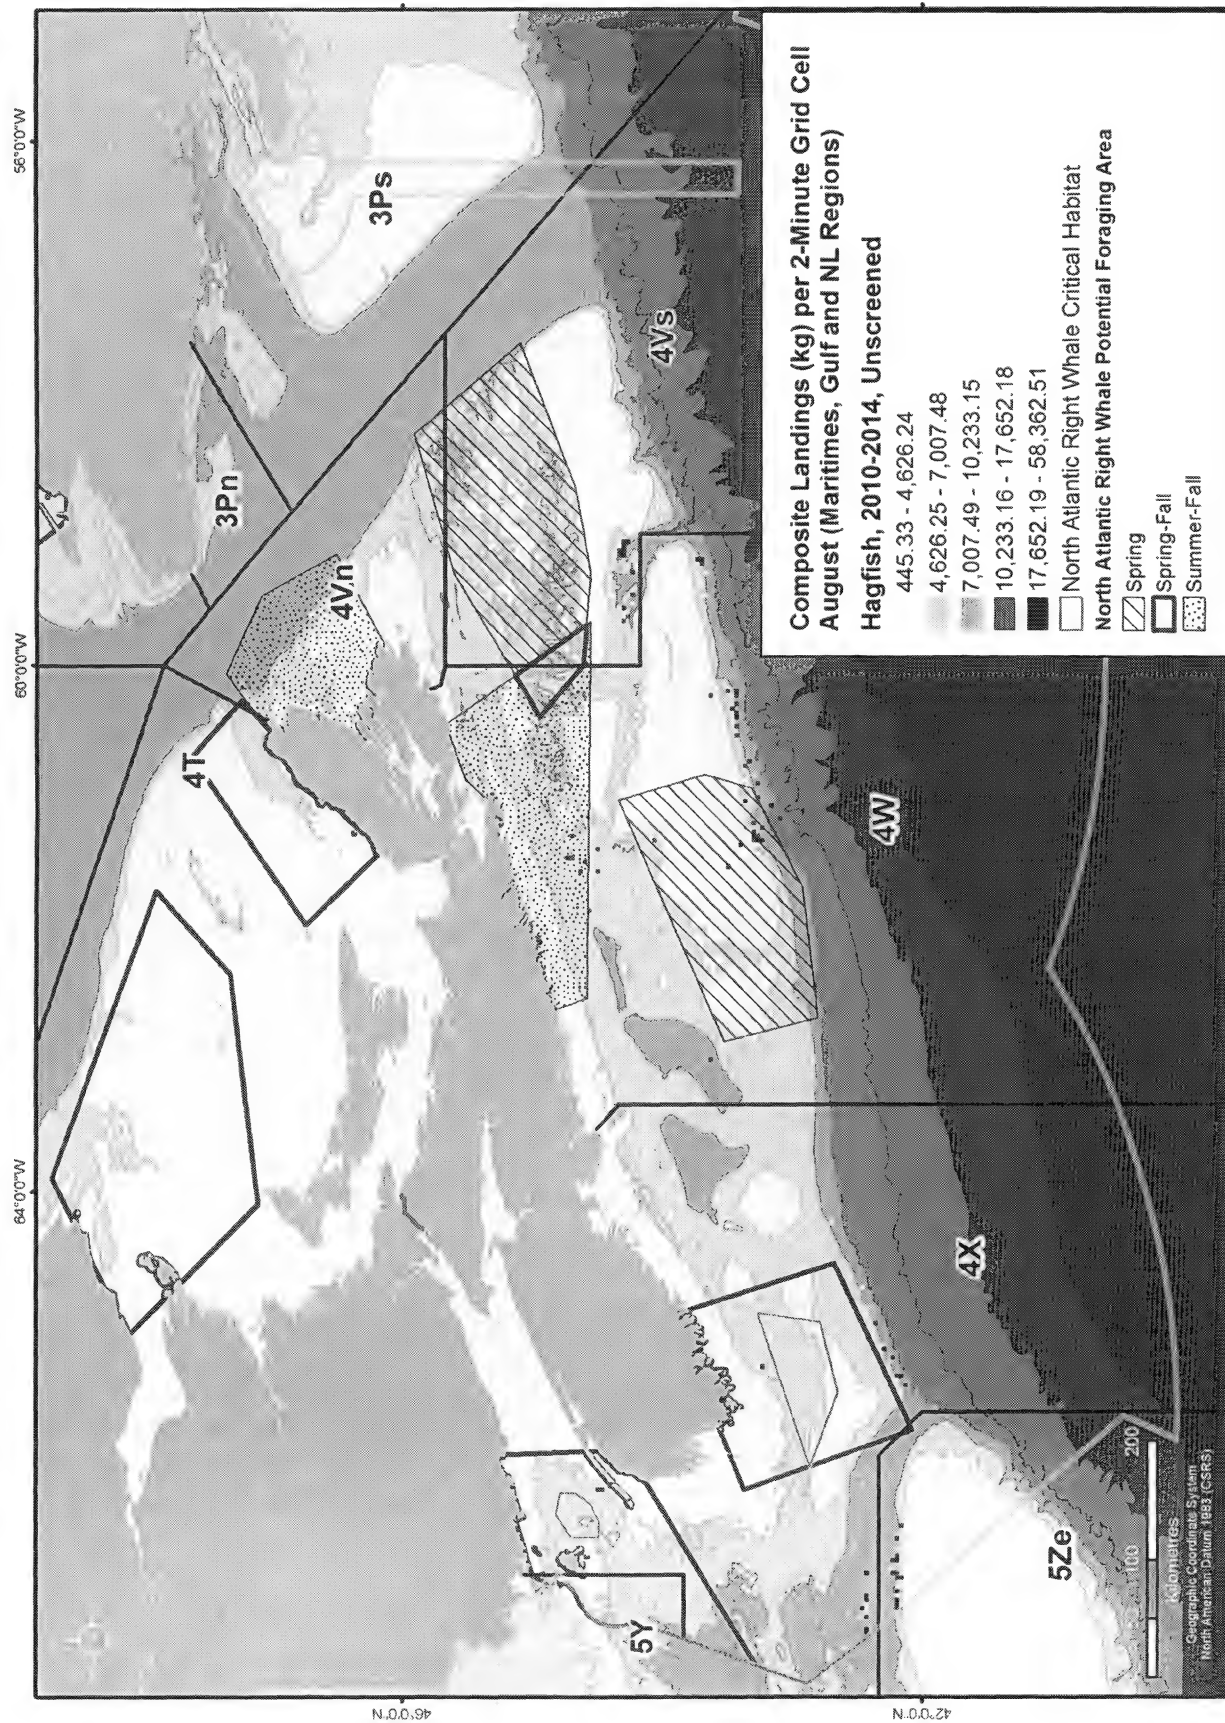 56°0'0"W
60°0'0"W
64°0'0"W
46°0'0"N
42°0'0"N
3Ps
3Pn
4Vn
4Vs
4T
4W
4X
5Y
5Ze
Composite Landings (kg) per 2-Minute Grid Cell
August (Maritimes, Gulf and NL Regions)
Hagfish, 2010-2014, Unscreened
445.33 - 4,626.24
4,626.25 - 7,007.48
7,007.49 - 10,233.15
10,233.16 - 17,652.18
17,652.19 - 58,362.51
North Atlantic Right Whale Critical Habitat
North Atlantic Right Whale Potential Foraging Area
Spring
Spring-Fall
Summer-Fall
100
200
Kilometres
Geographic Coordinate System
North American Datum 1983 (CSRS)